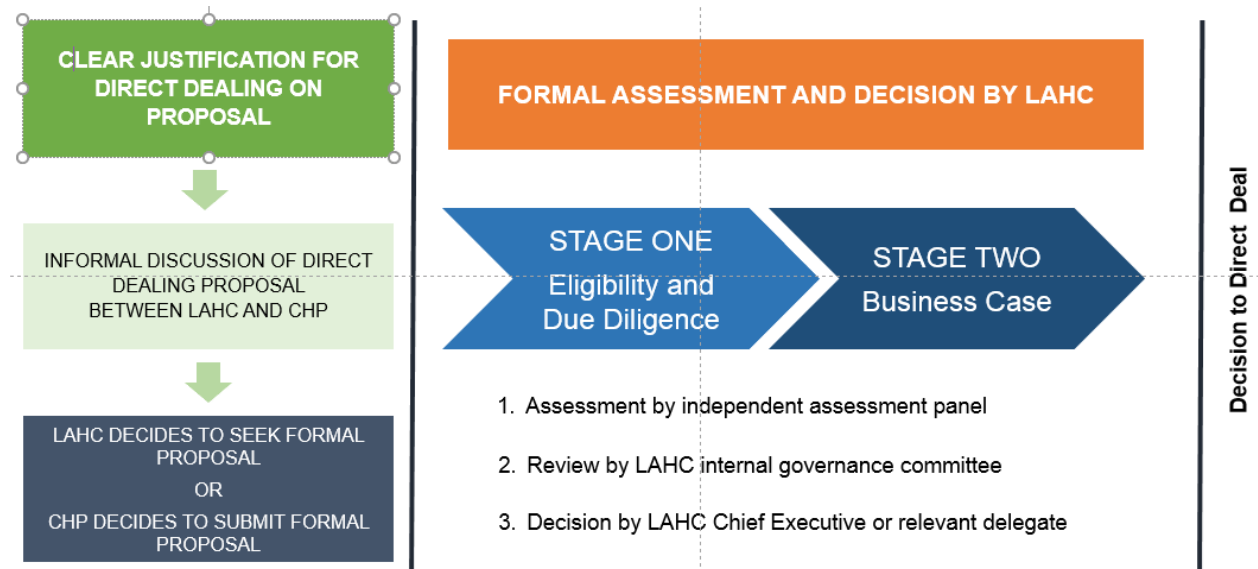 CLEAR JUSTIFICATION FOR
DIRECT DEALING ON
PROPOSAL
INFORMAL DISCUSSION OF DIRECT
DEALING PROPOSAL
BETWEEN LAHC AND CHP
LAHC DECIDES TO SEEK FORMAL
PROPOSAL
OR
CHP DECIDES TO SUBMIT FORMAL
PROPOSAL
FORMAL ASSESSMENT AND DECISION BY LAHC
STAGE ONE
Eligibility and
Due Diligence
STAGE TWO
Business Case
1. Assessment by independent assessment panel
2. Review by LAHC internal governance committee
3. Decision by LAHC Chief Executive or relevant delegate
Decision to Direct Deal